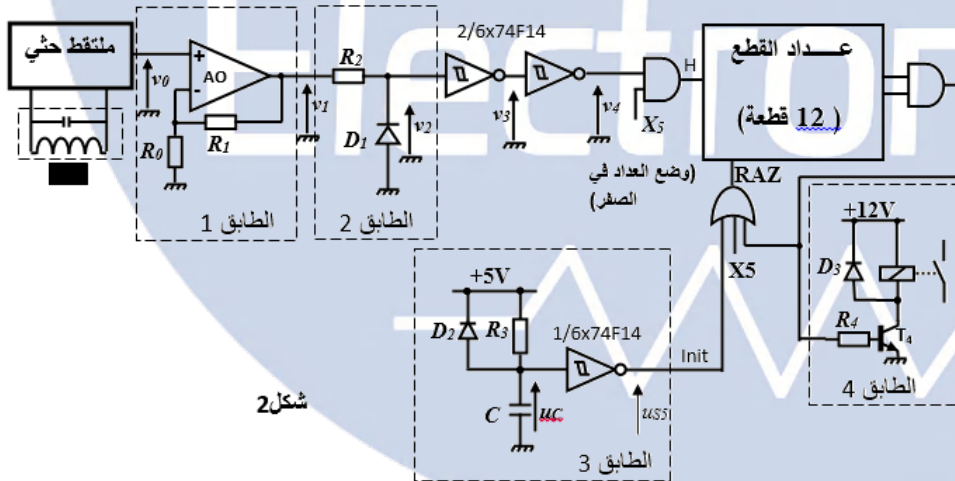 Electron
ملتقط حثي
v0
R0
AO
R1
v1
الطابق 1
R2
D1
v2
الطابق 2
2/6x74F14
v3
v4
X5
H
عـــــداد القطع
(12 قطعة)
RAZ
(وضع العداد في
الصفر)
X5
+5V
D2
R3
C
uc
1/6x74F14
Init
uS5
الطابق 3
+12V
D3
R4
T4
الطابق 4
شكل2